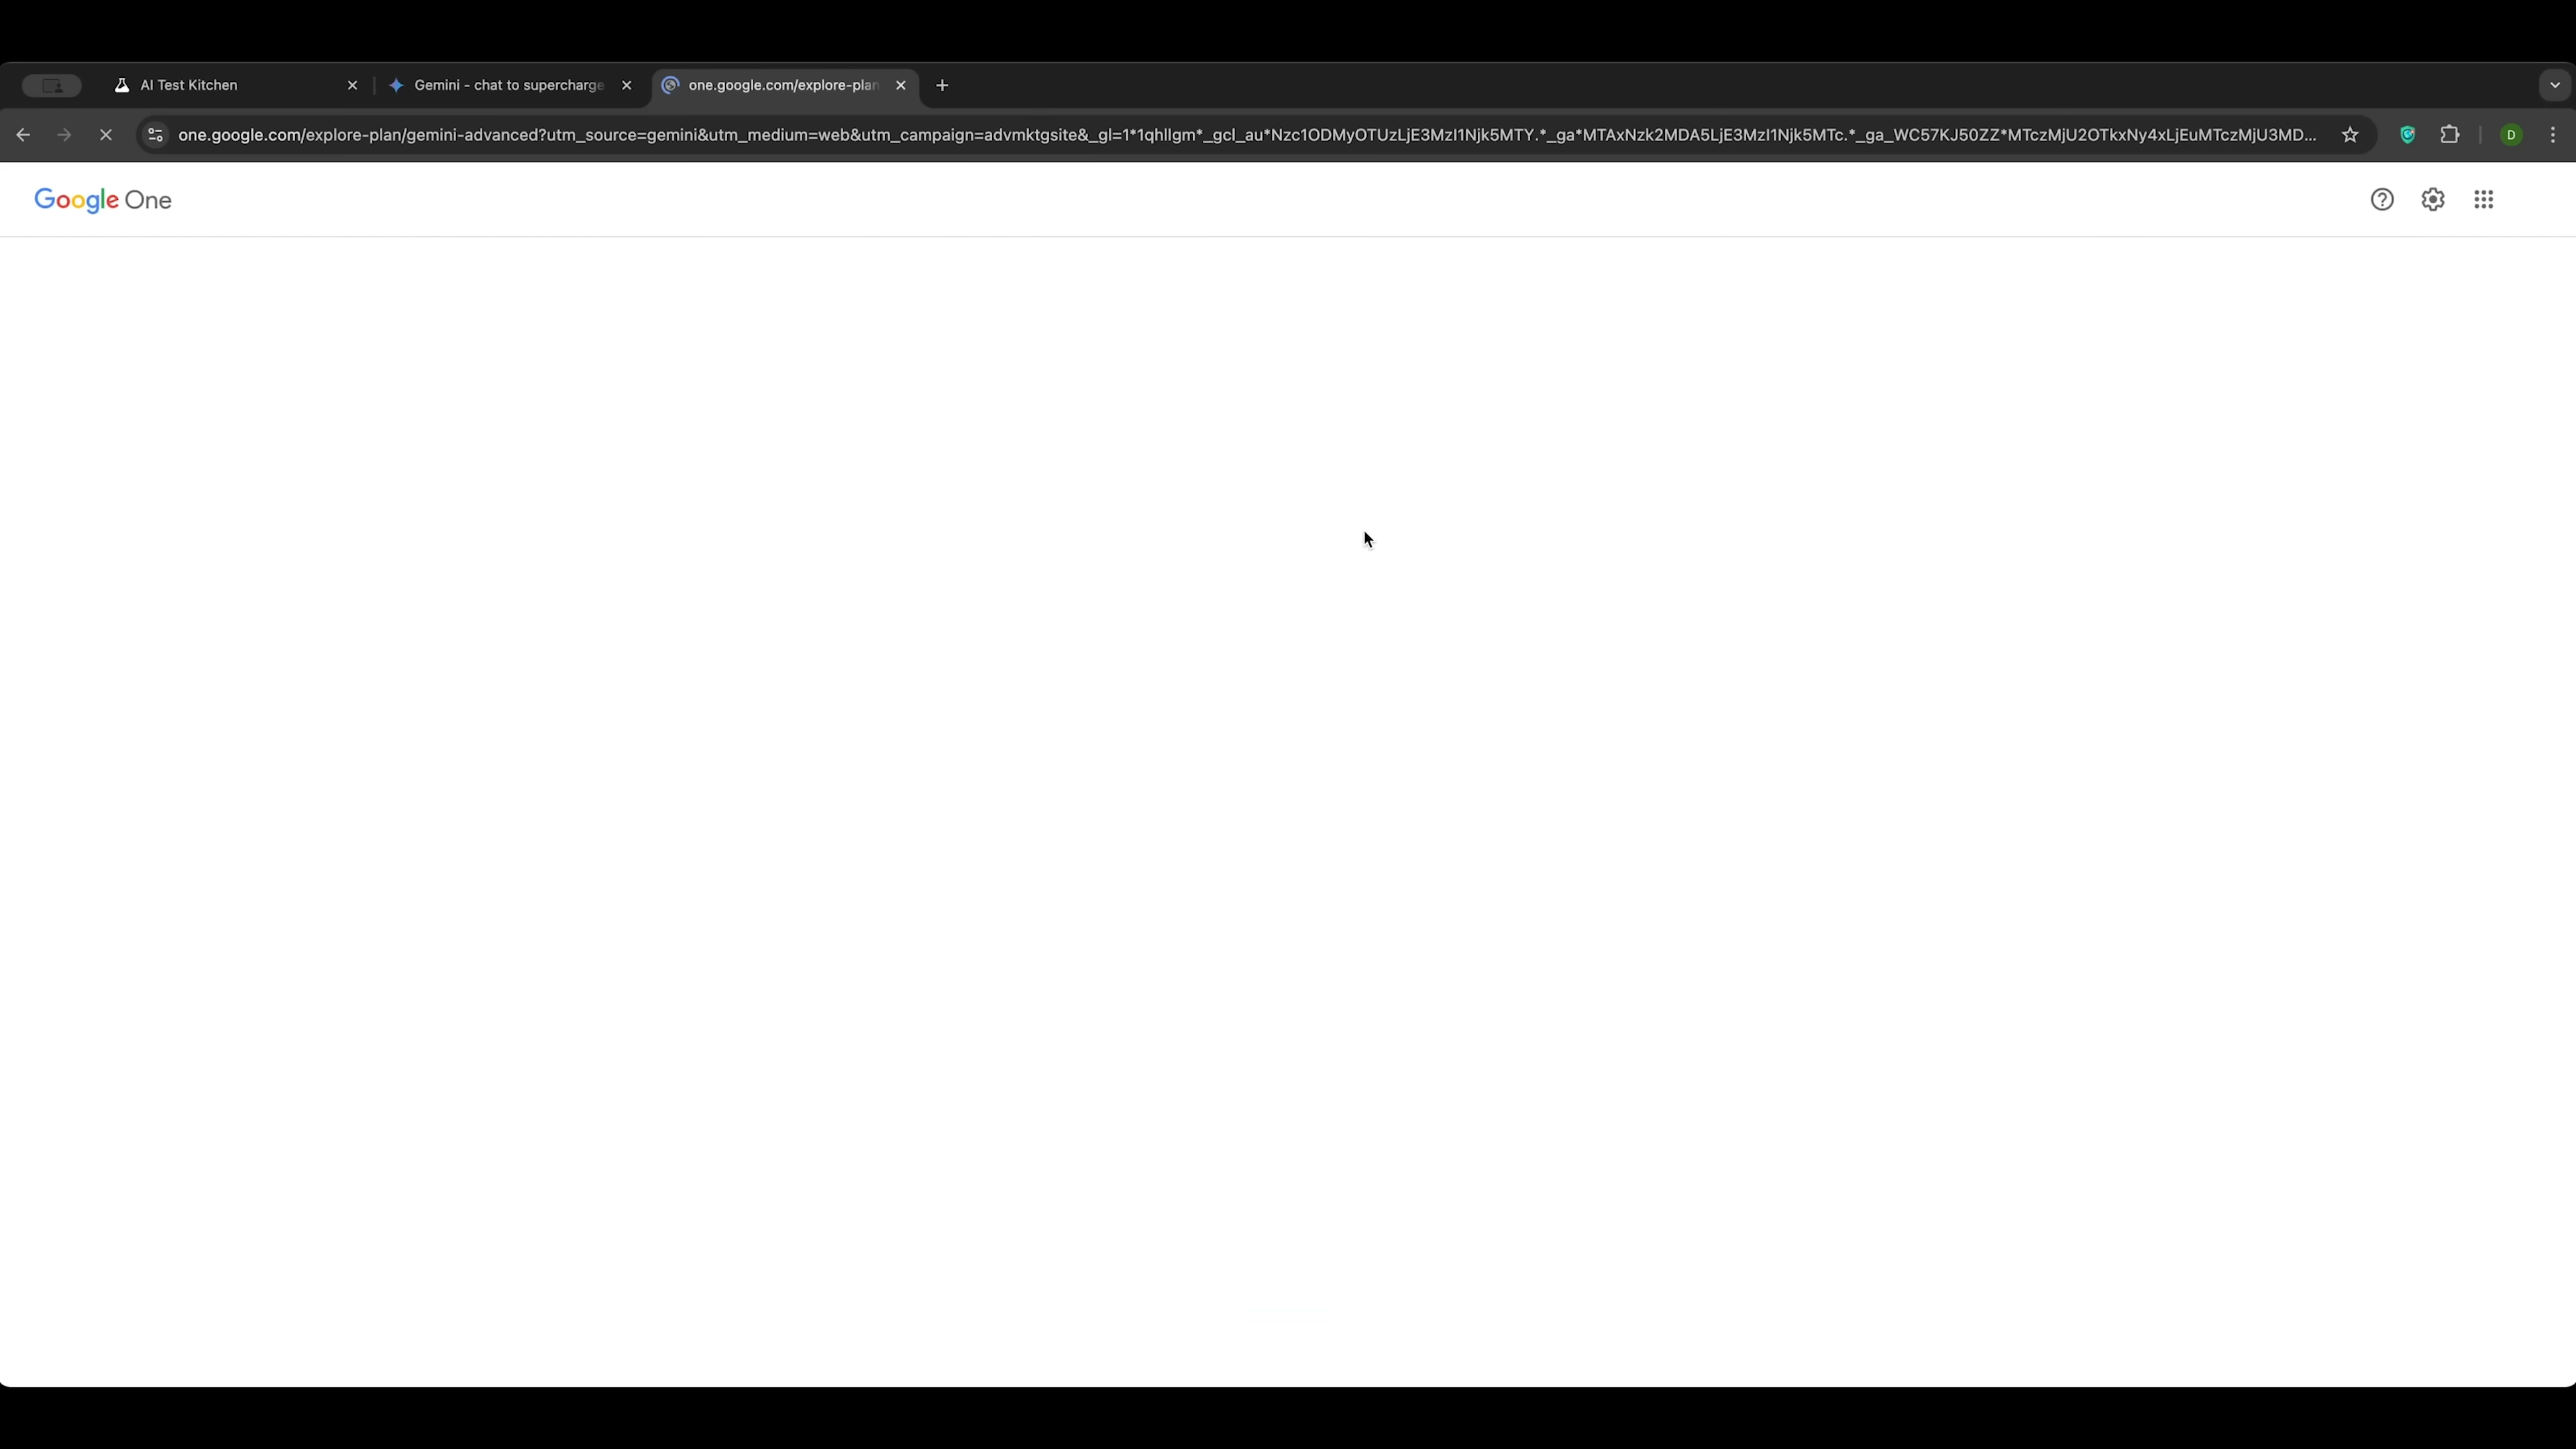 AI Test Kitchen
Gemini - chat to supercharge
one.google.com/explore-plan
one.google.com/explore-plan/gemini-advanced?utm_source=gemini&utm_medium=web&utm_campaign=advmktgsite&_gl=1*1qhllgm*_gcl_au*Nzc1ODMyOTUzLjE3MzI1Njk5MTY.*_ga*MTAxNzk2MDA5LjE3MzI1Njk5MTc.*_ga_WC57KJ50ZZ*MTczMjU2OTkxNy4xLjEuMTczMjU3MD...
D
Google One